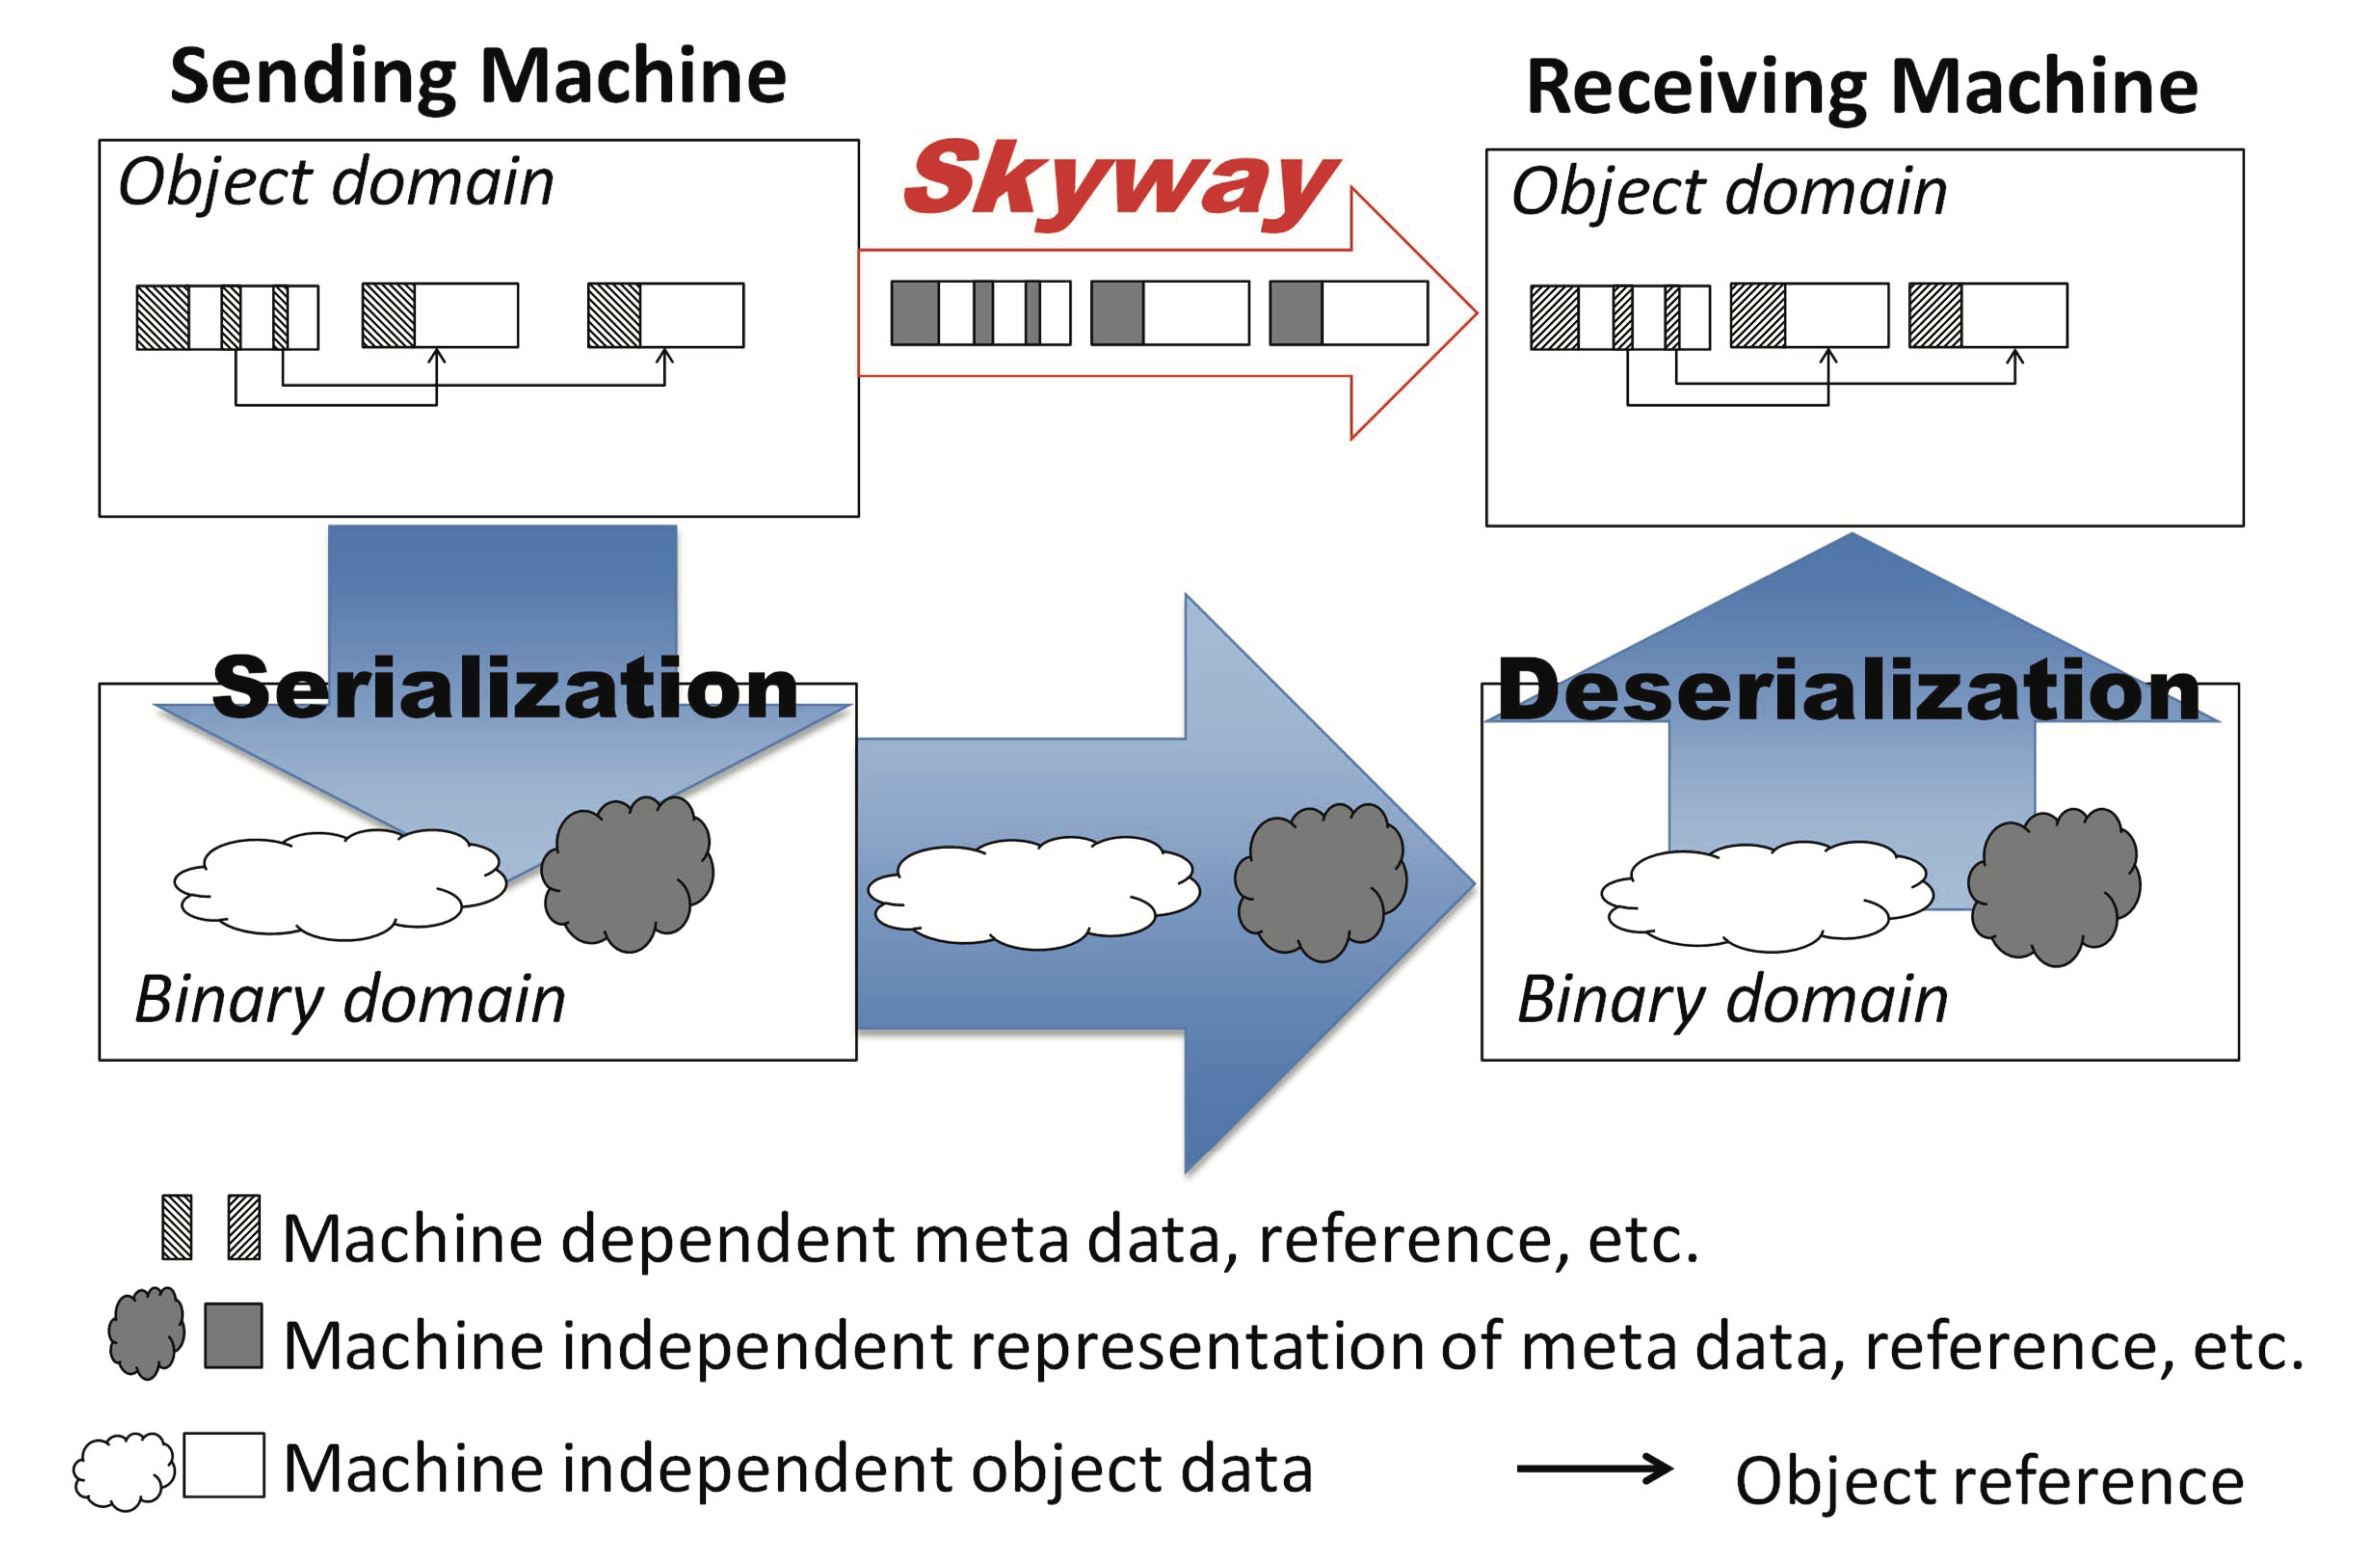 Sending Machine
Receiving Machine
Object domain
Skyway
Object domain
Serialization
Deserialization
Binary domain
Binary domain
Machine dependent meta data, reference, etc.
Machine independent representation of meta data, reference, etc.
Machine independent object data
Object reference